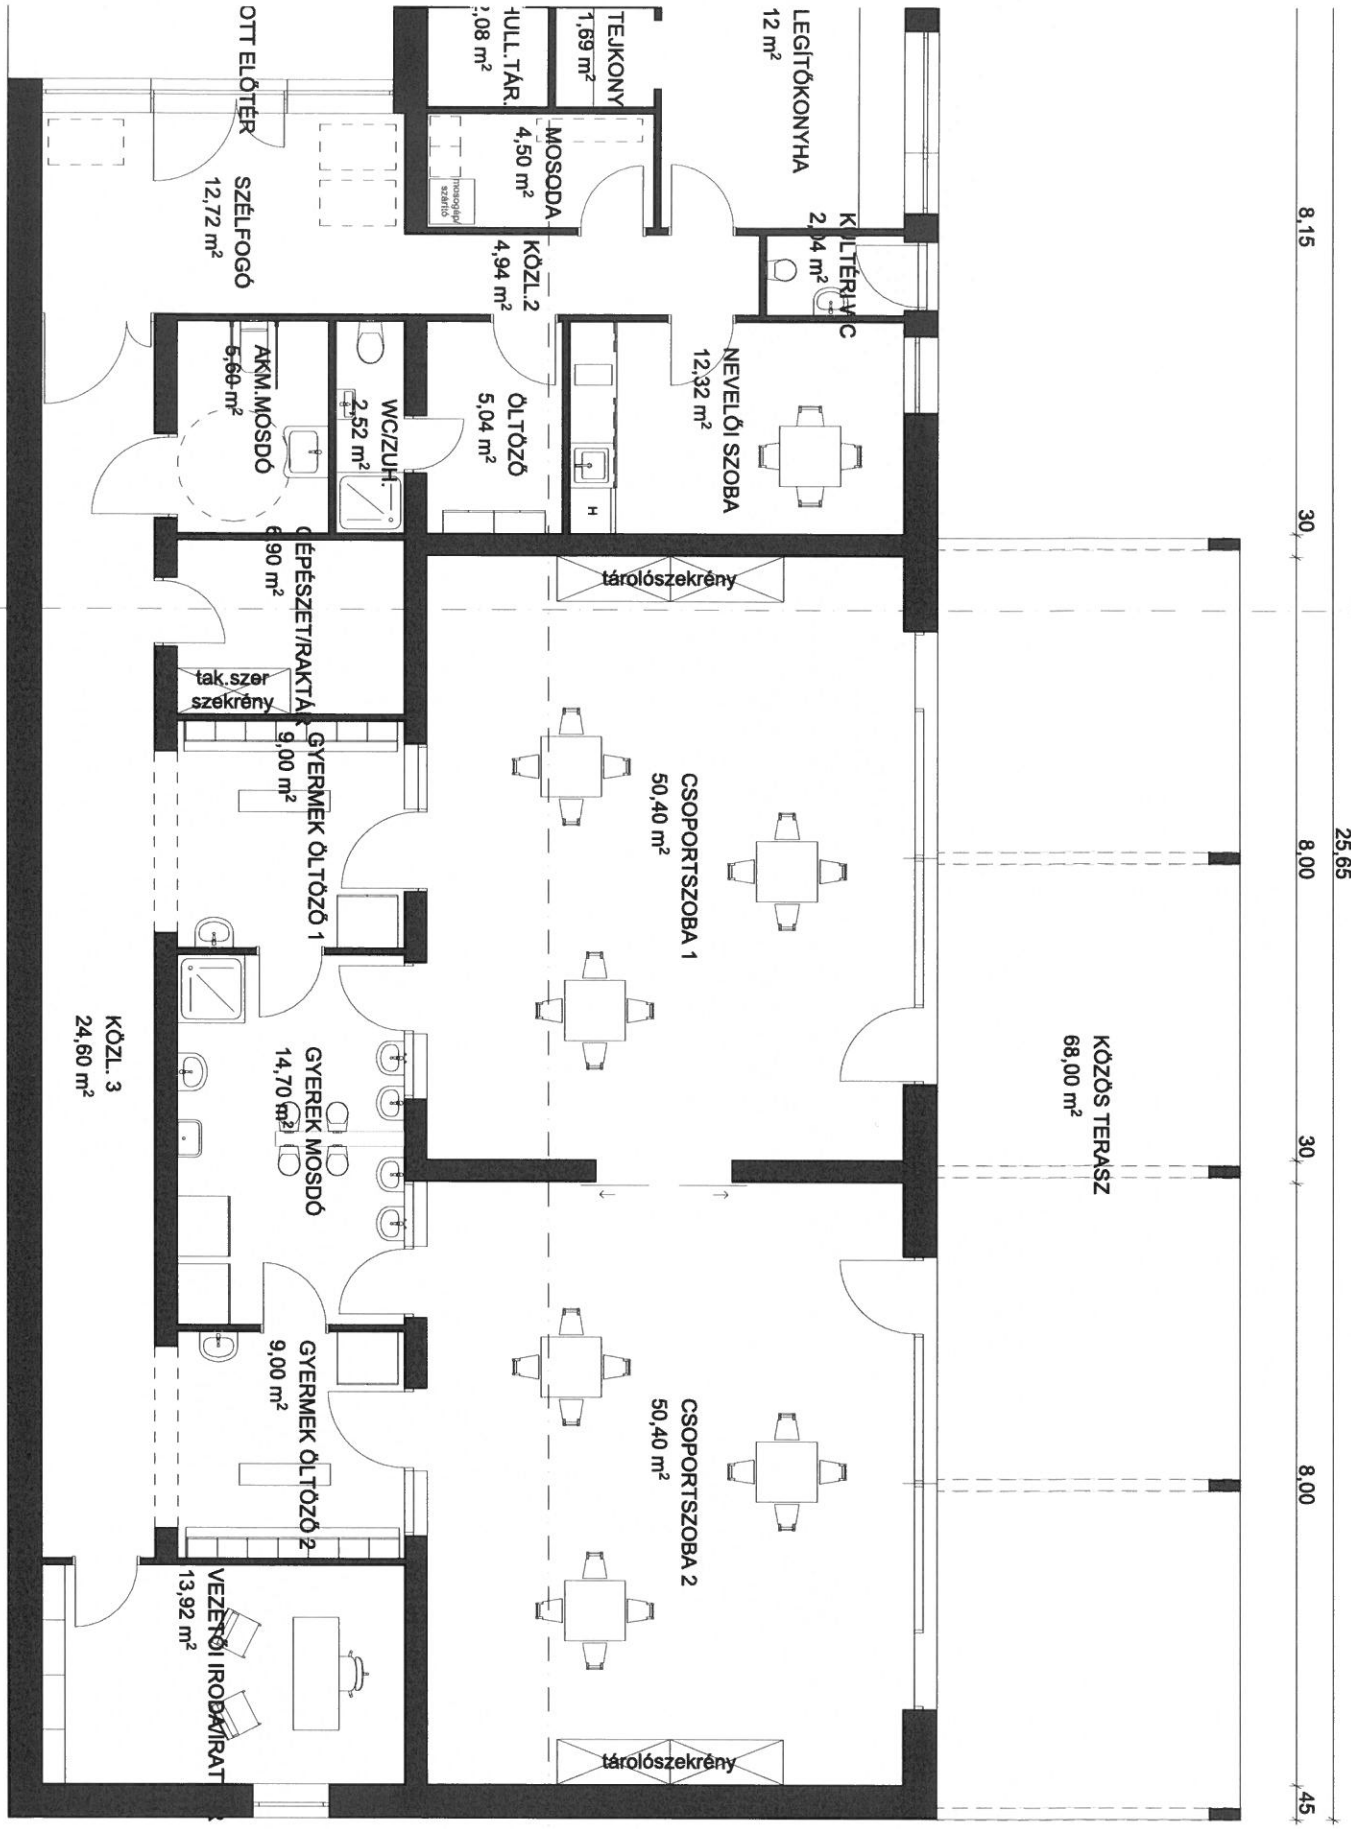 OTT ELŐTÉR
SZÉLFOGÓ
12,72 m²
HULL.TÁR.
2,08 m²
TEJKONY
1,69 m²
LEGÍTŐKONYHA
12 m²
MOSODA
4,50 m²
mosógép/
szárító
KÖZL.2
4,94 m²
KÜLTÉRI WC
2,04 m²
AKM.MOSDÓ
5,60 m²
WC/ZUH.
2,52 m²
ÖLTÖZŐ
5,04 m²
NEVELŐI SZOBA
12,32 m²
H
GÉPÉSZET/RAKTÁR
6,90 m²
tak.szer
szekrény
tárolószekrény
GYERMEK ÖLTÖZŐ 1
9,00 m²
CSOPORTSZOBA 1
50,40 m²
KÖZL. 3
24,60 m²
GYEREK MOSDÓ
14,70 m²
KÖZÖS TERASZ
68,00 m²
GYERMEK ÖLTÖZŐ 2
9,00 m²
CSOPORTSZOBA 2
50,40 m²
VEZETŐI IRODA/IRAT
13,92 m²
tárolószekrény
8,15
30
8,00
30
8,00
45
25,65